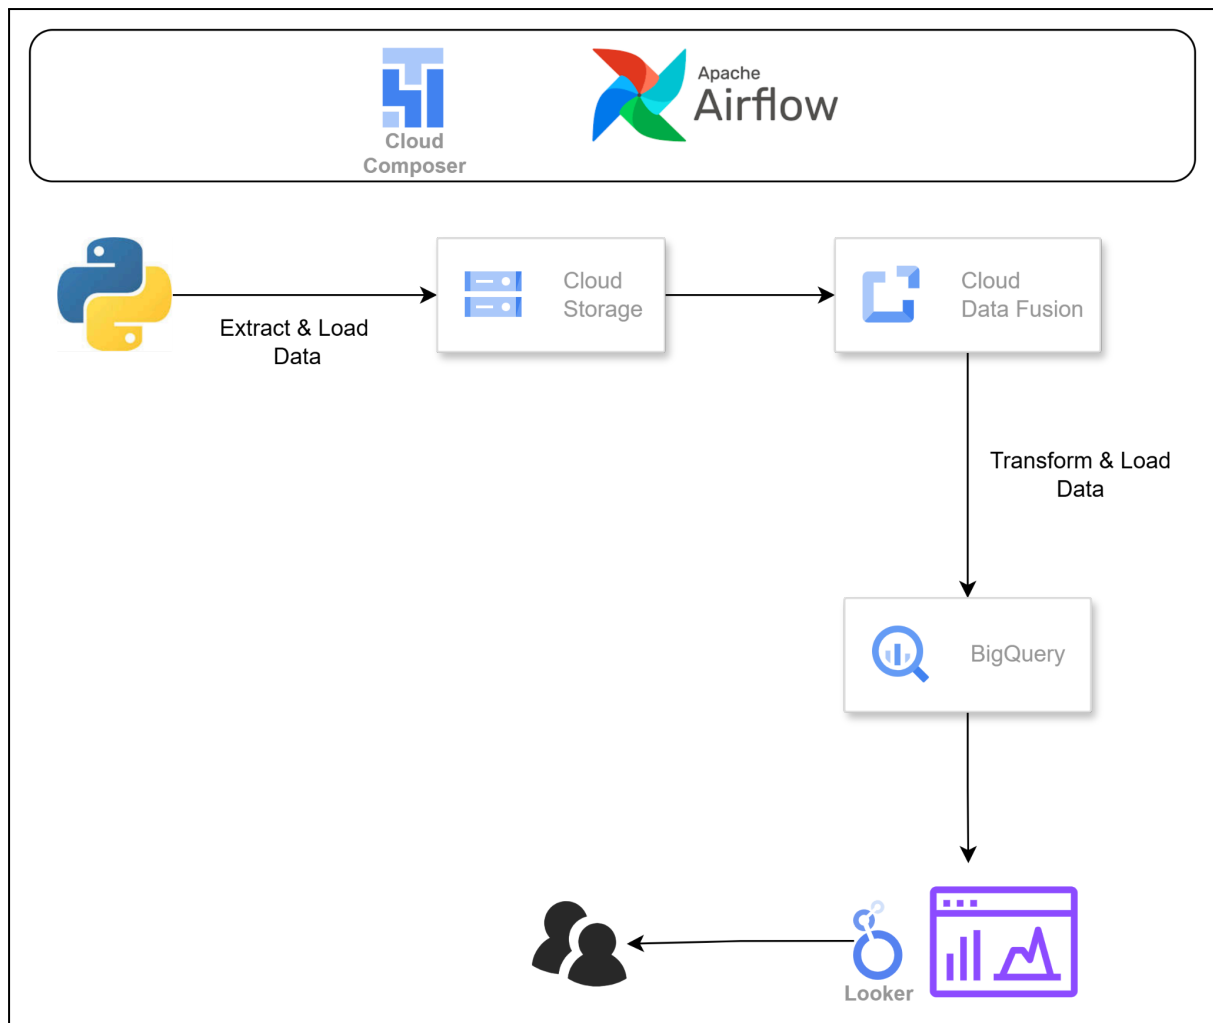 Cloud
Composer
Apache
Airflow
Extract & Load
Data
Cloud
Storage
Cloud
Data Fusion
Transform & Load
Data
BigQuery
Looker